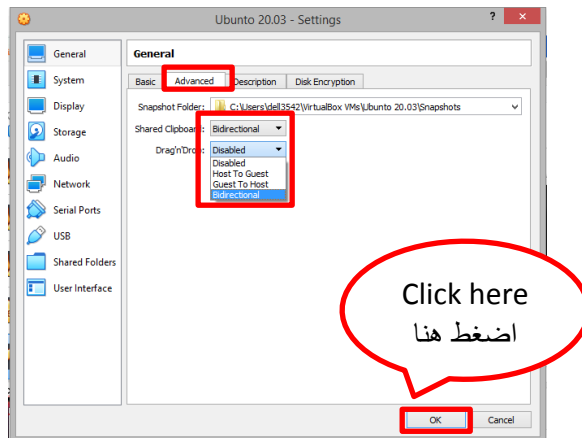 Ubunto 20.03 - Settings
?
General
System
Display
Storage
Audio
Network
Serial Ports
USB
Shared Folders
User Interface
General
Basic Advanced Description Disk Encryption
Snapshot Folder: C:\Users\dell3542\VirtualBox VMs\Ubunto 20.03\Snapshots
Shared Clipboard: Bidirectional
Drag'n'Drop: Disabled
Disabled
Host To Guest
Guest To Host
Bidirectional
Click here
اضغط هنا
OK Cancel